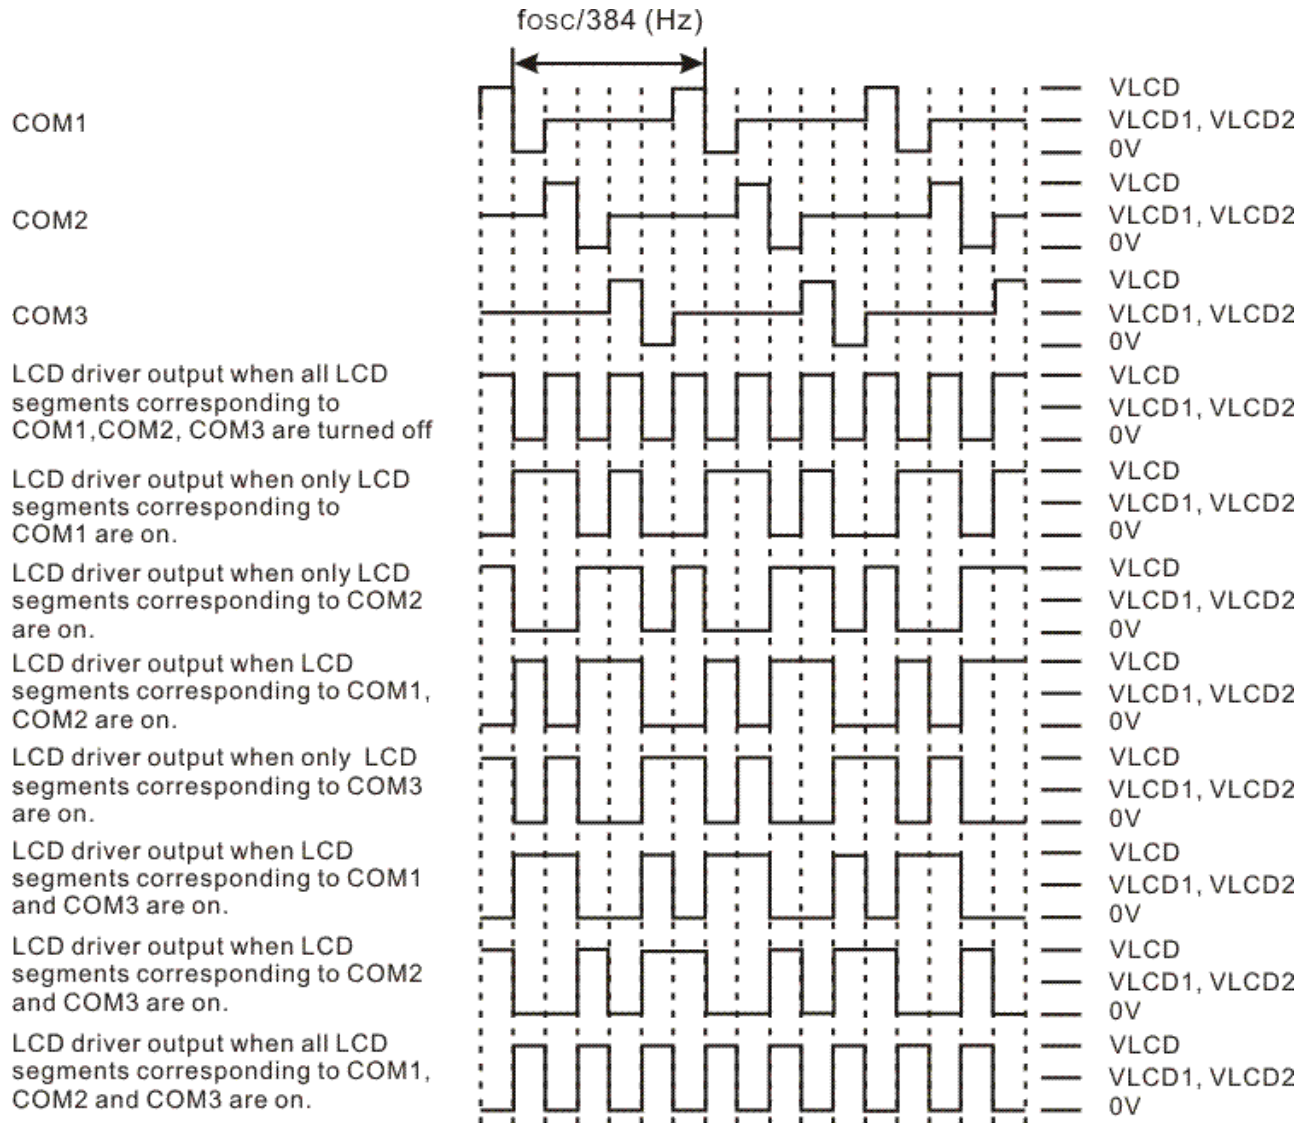 fosc/384 (Hz)
COM1
VLCD
VLCD1, VLCD2
0V
COM2
VLCD
VLCD1, VLCD2
0V
COM3
VLCD
VLCD1, VLCD2
0V
LCD driver output when all LCD
segments corresponding to
COM1,COM2, COM3 are turned off
VLCD
VLCD1, VLCD2
0V
LCD driver output when only LCD
segments corresponding to
COM1 are on.
VLCD
VLCD1, VLCD2
0V
LCD driver output when only LCD
segments corresponding to COM2
are on.
VLCD
VLCD1, VLCD2
0V
LCD driver output when LCD
segments corresponding to COM1,
COM2 are on.
VLCD
VLCD1, VLCD2
0V
LCD driver output when only LCD
segments corresponding to COM3
are on.
VLCD
VLCD1, VLCD2
0V
LCD driver output when LCD
segments corresponding to COM1
and COM3 are on.
VLCD
VLCD1, VLCD2
0V
LCD driver output when LCD
segments corresponding to COM2
and COM3 are on.
VLCD
VLCD1, VLCD2
0V
LCD driver output when all LCD
segments corresponding to COM1,
COM2 and COM3 are on.
VLCD
VLCD1, VLCD2
0V